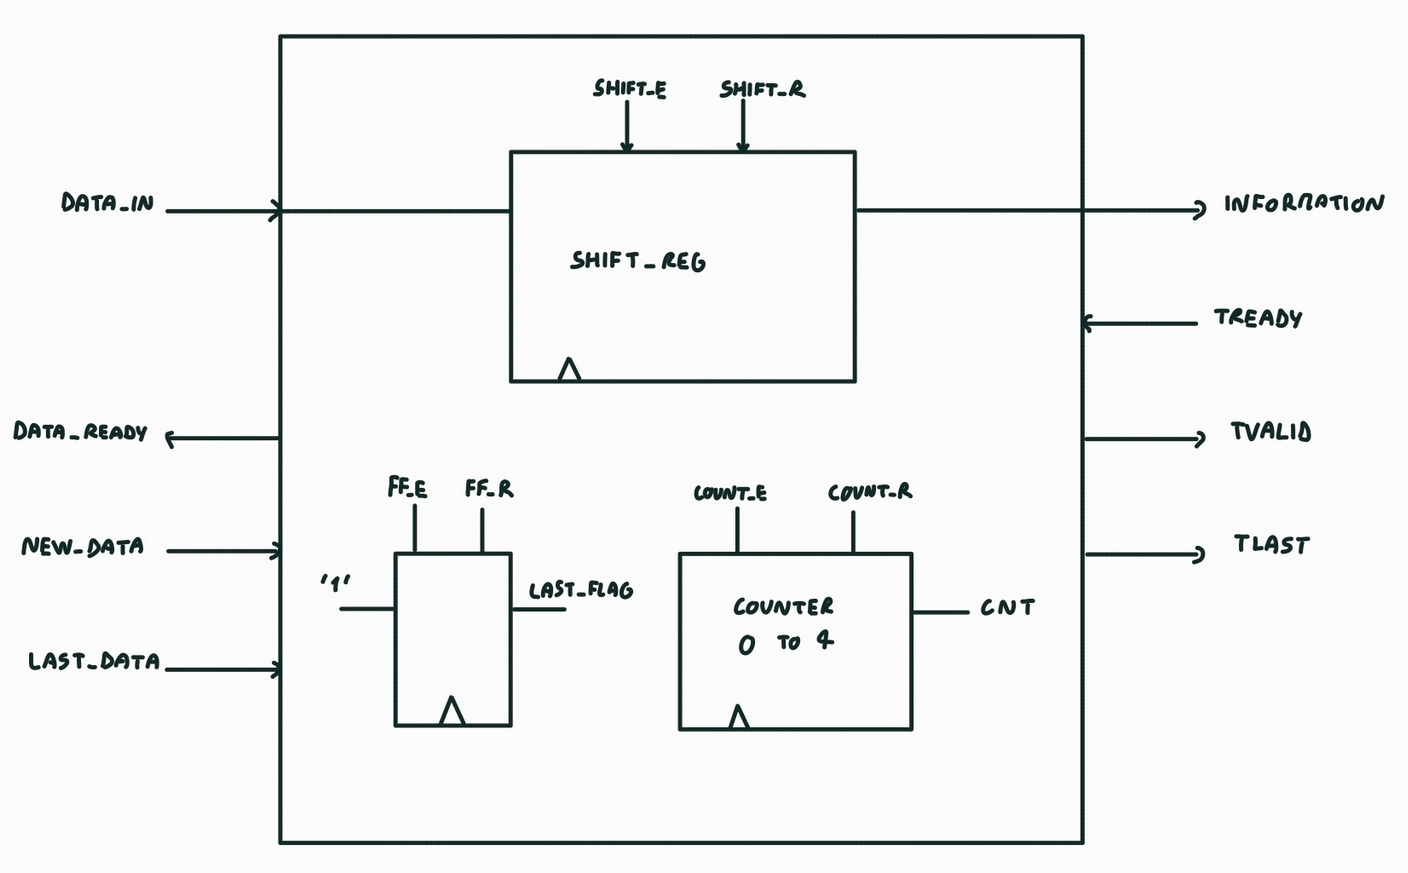 SHIFT_E
SHIFT_R
DATA_IN
INFORMATION
SHIFT_REG
TREADY
DATA_READY
TVALID
FF_E
FF_R
COUNT_E
COUNT_R
NEW_DATA
TLAST
'1'
LAST_FLAG
COUNTER
0 TO 4
CNT
LAST_DATA